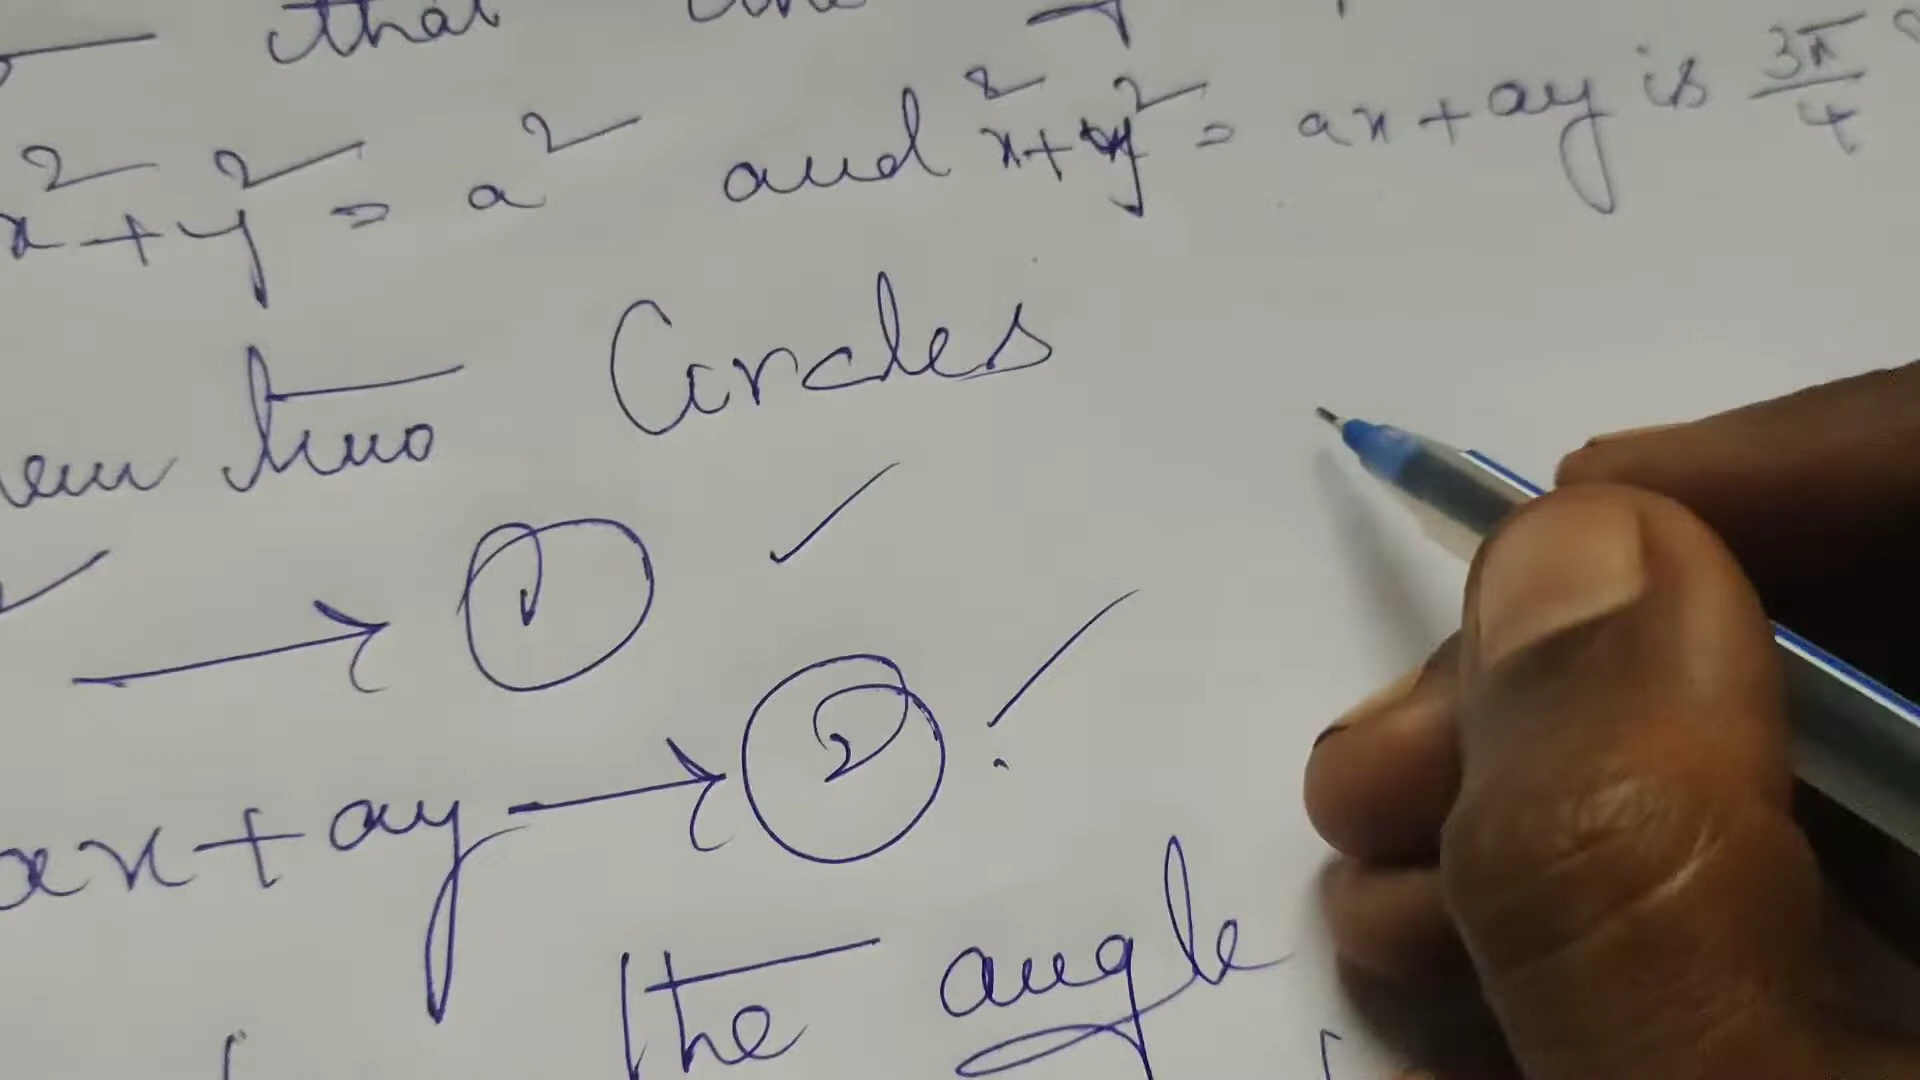 that
x²+y² = a² and x²+y² = ax+ay is 3π/4
two Circles
→ ①
ax+ay → ②
The angle